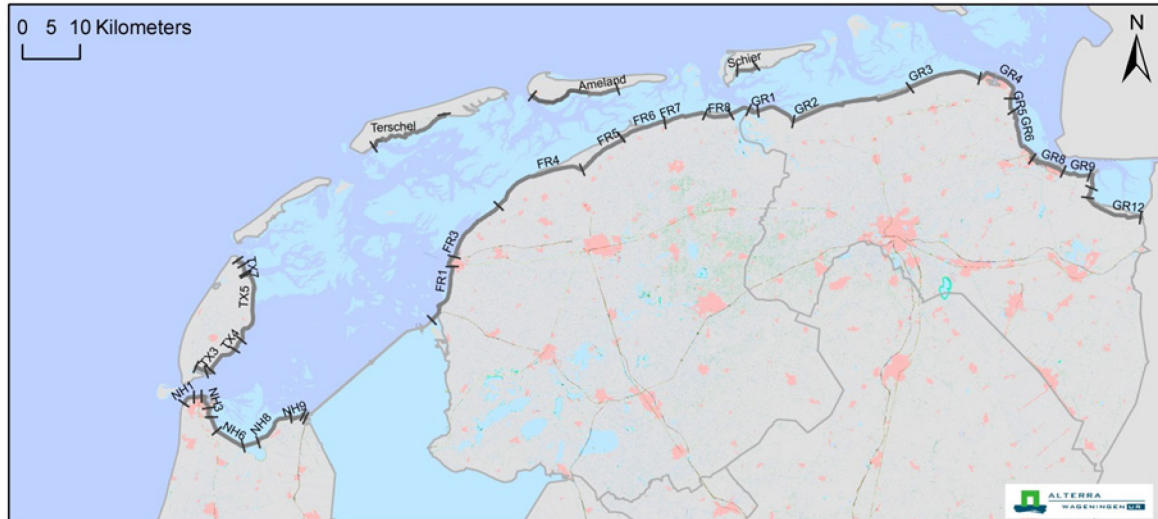 0 5 10 Kilometers
N
Schier
Ameland
Terschel
GR3
GR4
GR1
GR2
GR5
GR6
FR8
FR7
FR6
FR5
FR4
GR8
GR9
GR12
FR3
FR1
TX7
TX5
TX4
TX3
NH1
NH3
NH6
NH8
NH9
ALTERRA
WAGENINGEN UR